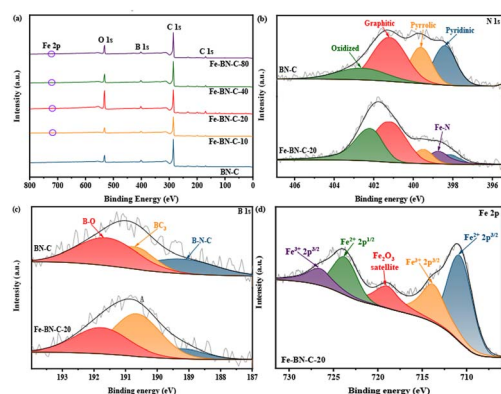 (a)
Fe 2p
O 1s
B 1s
C 1s
C 1s
Fe-BN-C-80
Fe-BN-C-40
Fe-BN-C-20
Fe-BN-C-10
BN-C
Intensity (a.u.)
800 700 600 500 400 300 200 100 0
Binding Energy (eV)
(b)
N 1s
Graphitic
Pyrrolic
Pyridinic
Oxidized
BN-C
Fe-N
Fe-BN-C-20
Intensity (a.u.)
406 404 402 400 398 396
Binding Energy (eV)
(c)
B 1s
B-O
BC3
B-N-C
BN-C
Fe-BN-C-20
Intensity (a.u.)
193 192 191 190 189 188 187
Binding Energy (eV)
(d)
Fe 2p
Fe2+ 2p3/2
Fe2+ 2p1/2
Fe3+ 2p3/2
Fe2O3
satellite
Fe3+ 2p3/2
Fe-BN-C-20
Intensity (a.u.)
730 725 720 715 710
Binding energy (eV)